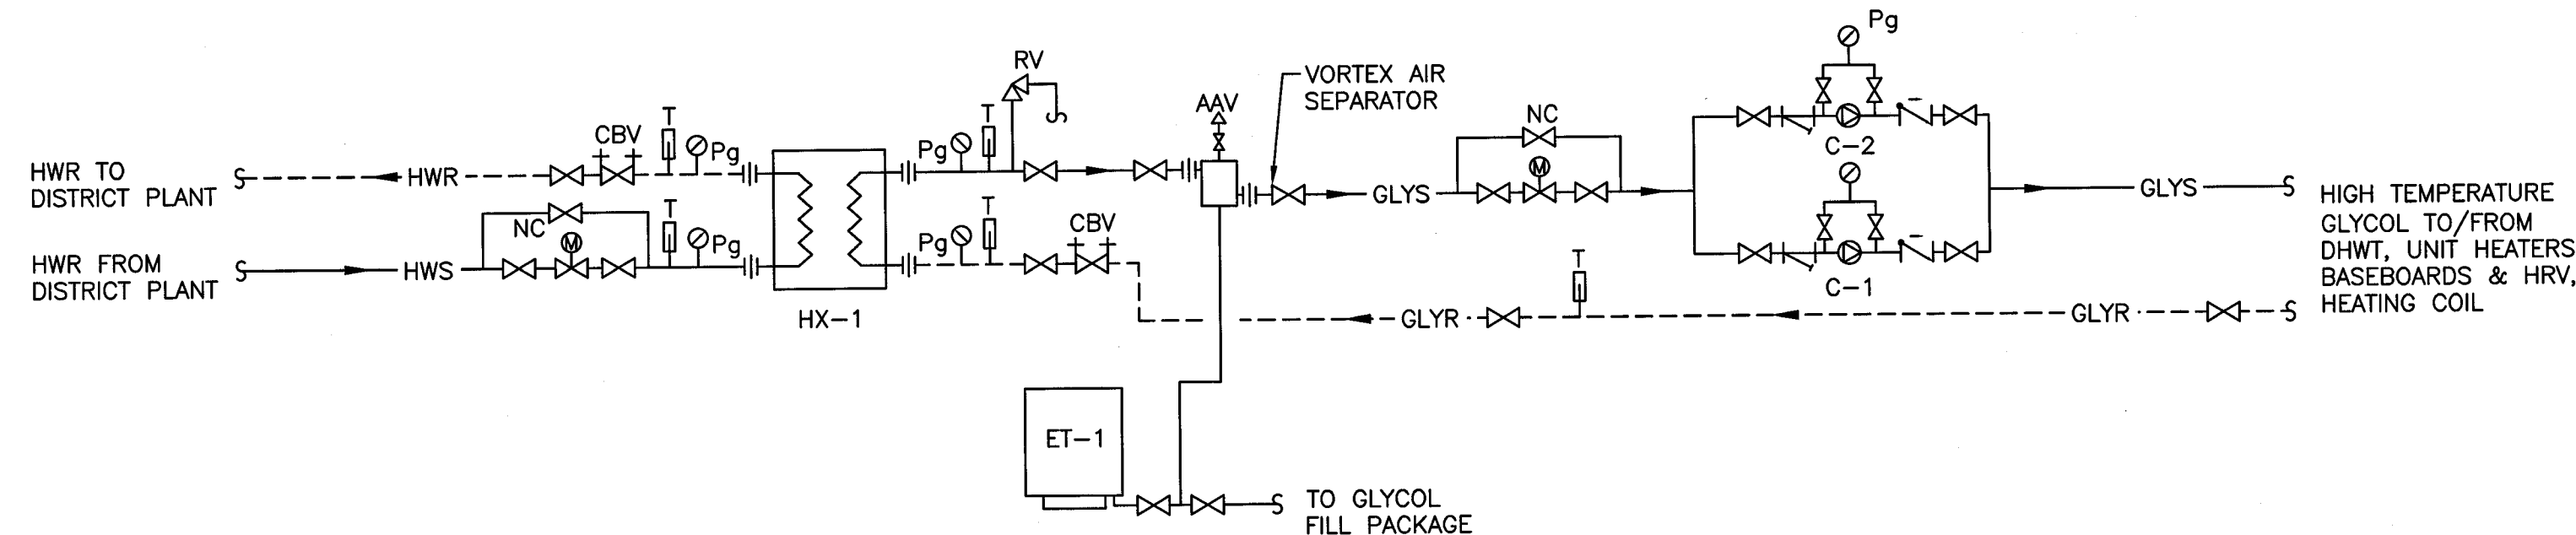 Pg
RV
VORTEX AIR
SEPARATOR
AAV
NC
T
T
CBV
Pg
Pg
C-2
HWR TO
DISTRICT PLANT
HWR
GLYS
GLYS
HIGH TEMPERATURE
GLYCOL TO/FROM
DHWT, UNIT HEATERS,
BASEBOARDS & HRV,
HEATING COIL
M
T
T
NC
M
Pg
Pg
CBV
HWR FROM
DISTRICT PLANT
HWS
T
C-1
HX-1
GLYR
GLYR
ET-1
TO GLYCOL
FILL PACKAGE